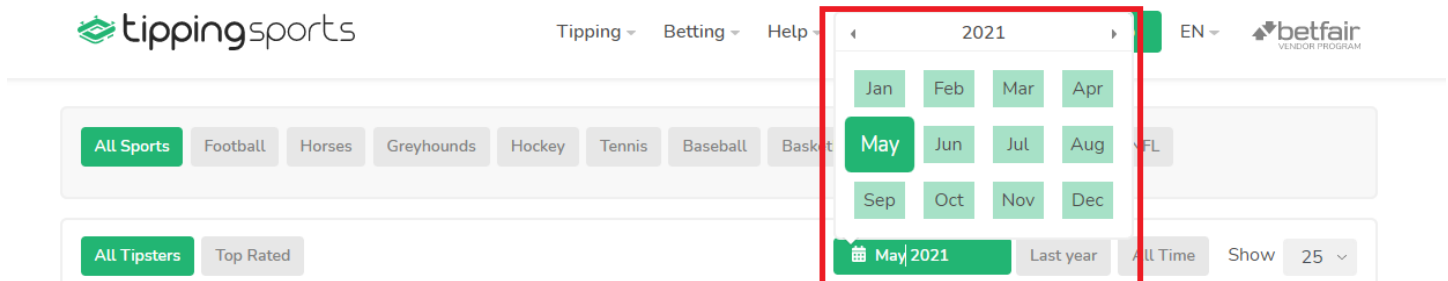 tippingsports
Tipping Betting Help EN betfair
VENDOR PROGRAM
2021
Jan Feb Mar Apr
May Jun Jul Aug
Sep Oct Nov Dec
All Sports Football Horses Greyhounds Hockey Tennis Baseball Basket FL
All Tipsters Top Rated May 2021 Last year All Time Show 25